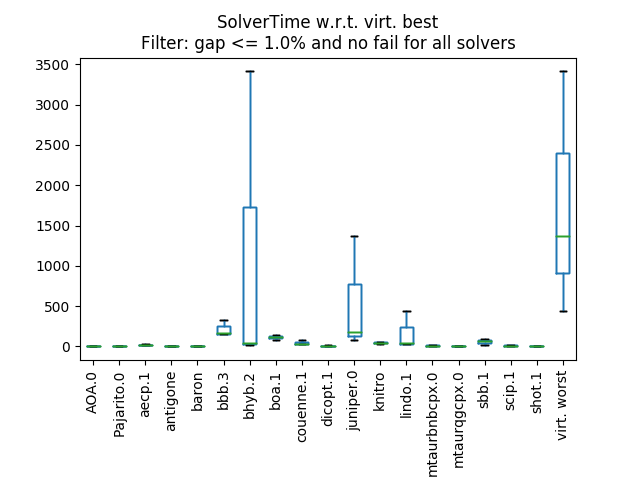 SolverTime w.r.t. virt. best
Filter: gap <= 1.0% and no fail for all solvers
3500
3000
2500
2000
1500
1000
500
0
AOA.0
Pajarito.0
aecp.1
antigone
baron
bbb.3
bhyb.2
boa.1
couenne.1
dicopt.1
juniper.0
knitro
lindo.1
mtaurbnbcpx.0
mtaurqgcpx.0
sbb.1
scip.1
shot.1
virt. worst